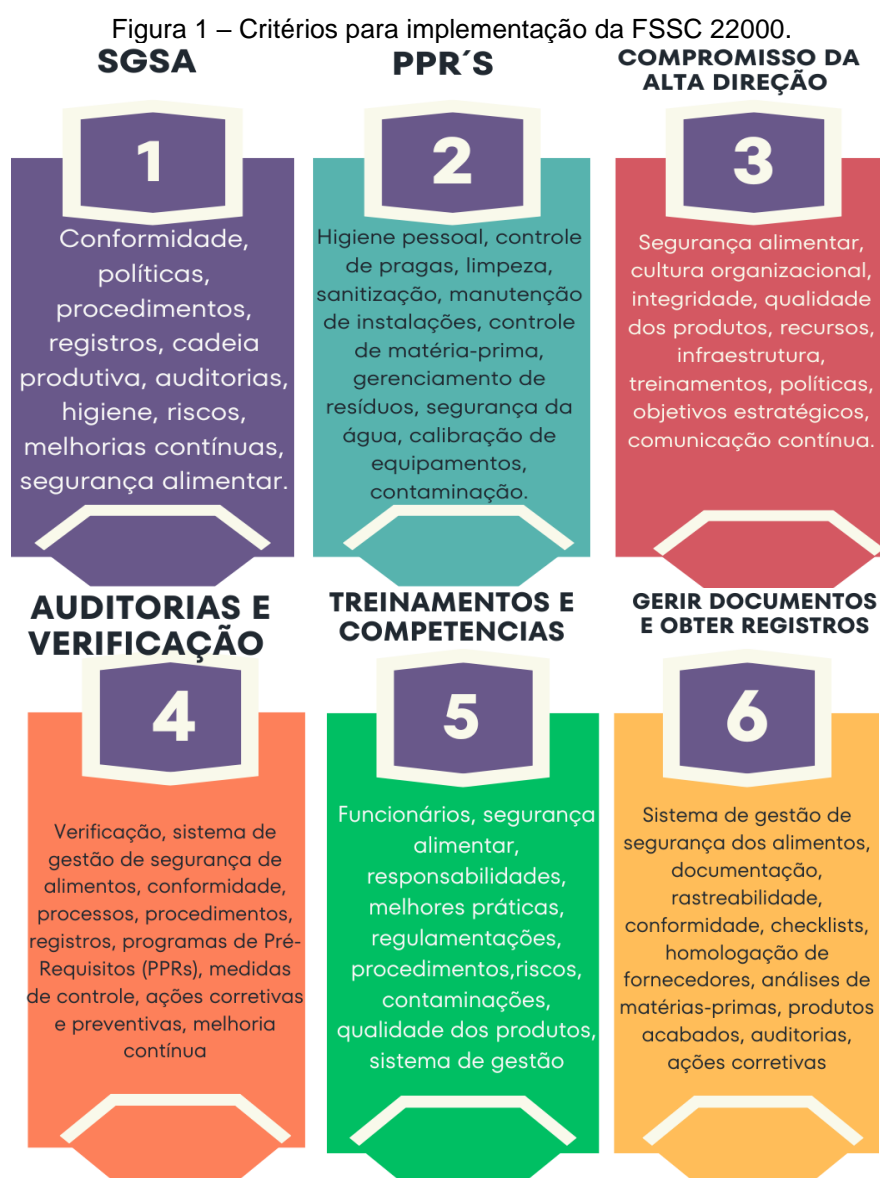 Figura 1 – Critérios para implementação da FSSC 22000.
SGSA
1
Conformidade,
políticas,
procedimentos,
registros, cadeia
produtiva, auditorias,
higiene, riscos,
melhorias contínuas,
segurança alimentar.
PPR´S
2
Higiene pessoal, controle
de pragas, limpeza,
sanitização, manutenção
de instalações, controle
de matéria-prima,
gerenciamento de
resíduos, segurança da
água, calibração de
equipamentos,
contaminação.
COMPROMISSO DA
ALTA DIREÇÃO
3
Segurança alimentar,
cultura organizacional,
integridade, qualidade
dos produtos, recursos,
infraestrutura,
treinamentos, políticas,
objetivos estratégicos,
comunicação contínua.
AUDITORIAS E
VERIFICAÇÃO
4
Verificação, sistema de
gestão de segurança de
alimentos, conformidade,
processos, procedimentos,
registros, programas de Pré-
Requisitos (PPRs), medidas
de controle, ações corretivas
e preventivas, melhoria
contínua
TREINAMENTOS E
COMPETENCIAS
5
Funcionários, segurança
alimentar,
responsabilidades,
melhores práticas,
regulamentações,
procedimentos,riscos,
contaminações,
qualidade dos produtos,
sistema de gestão
GERIR DOCUMENTOS
E OBTER REGISTROS
6
Sistema de gestão de
segurança dos alimentos,
documentação,
rastreabilidade,
conformidade, checklists,
homologação de
fornecedores, análises de
matérias-primas, produtos
acabados, auditorias,
ações corretivas